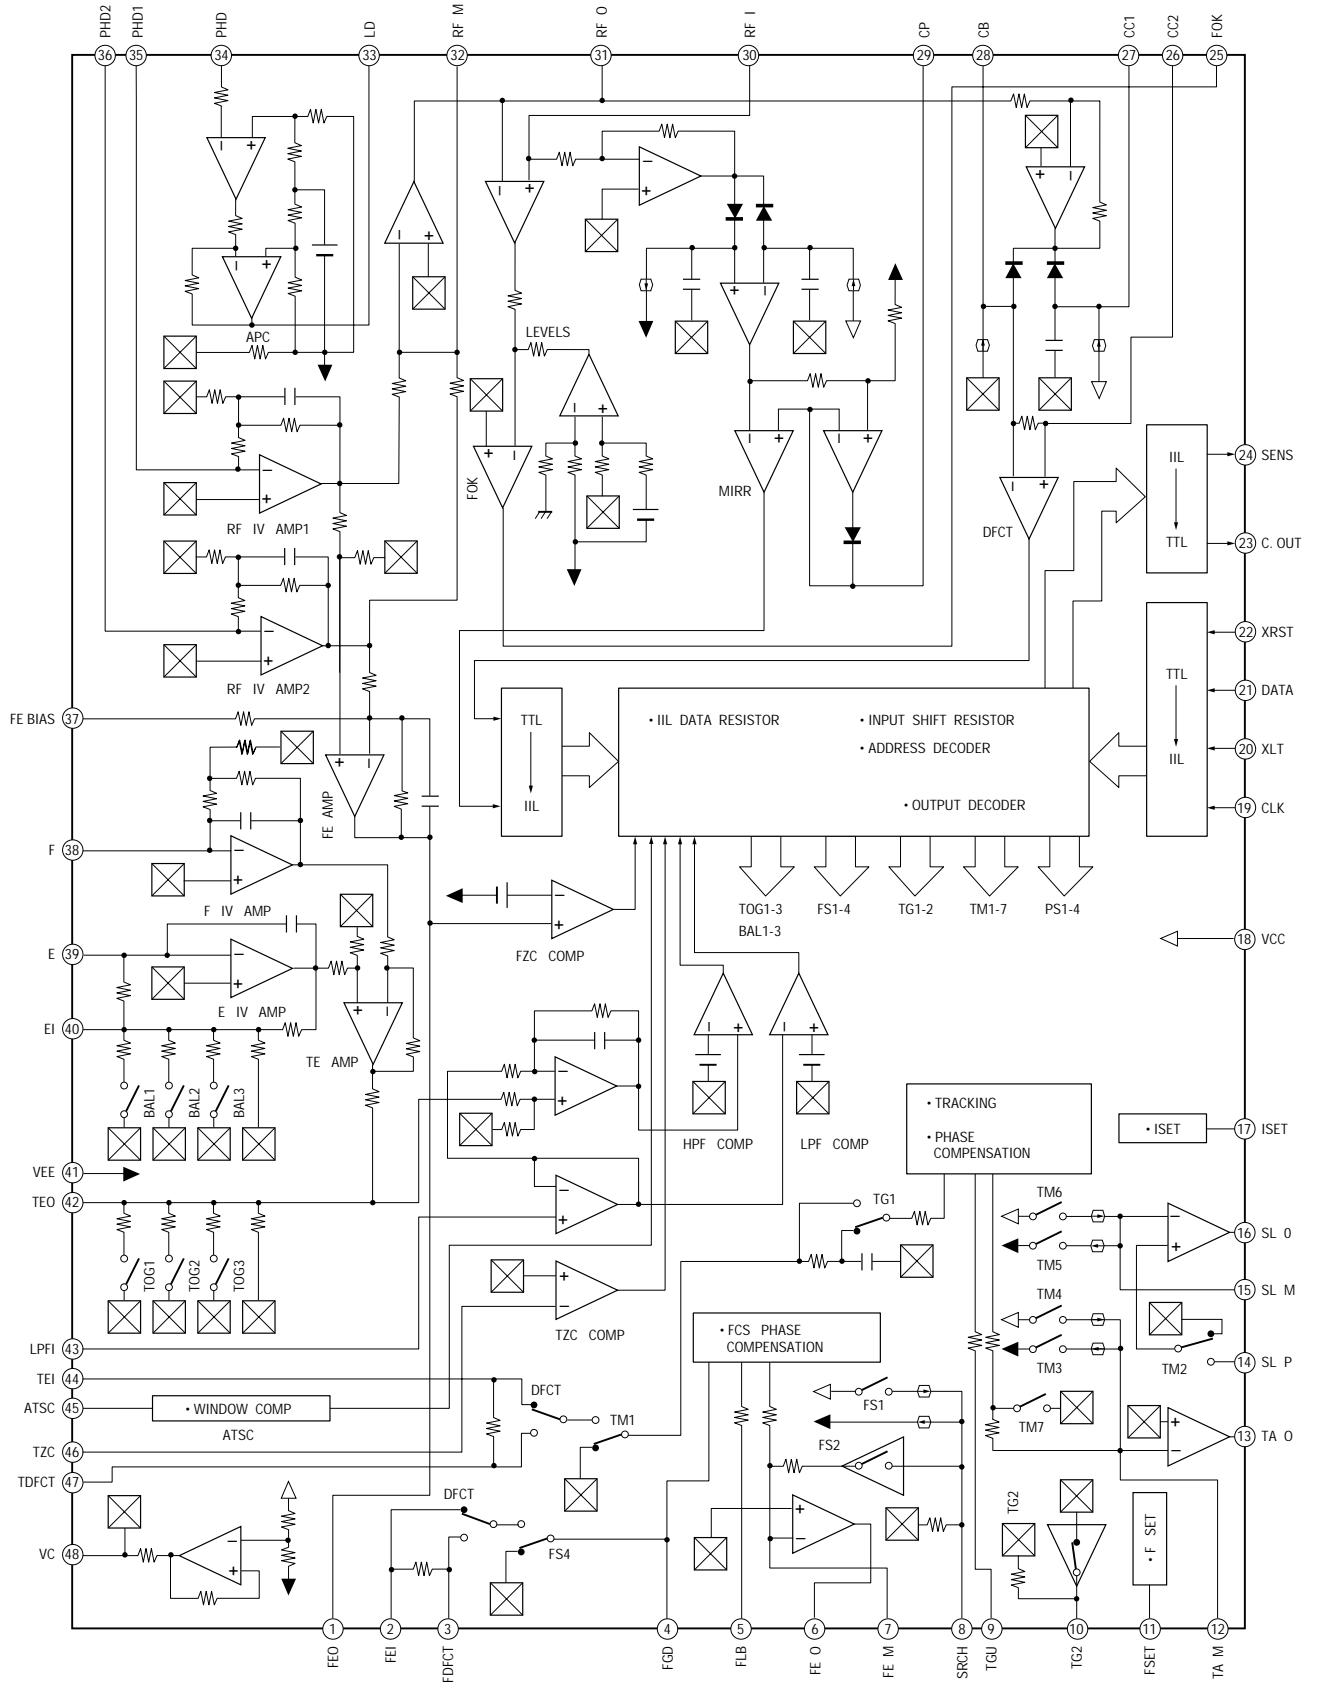 PHD2
PHD1
PHD
LD
RF M
RF O
RF I
CP
CB
CC1
CC2
FOK
36
35
34
33
32
31
30
29
28
27
26
25
APC
LEVELS
FOK
MIRR
DFCT
RF IV AMP1
RF IV AMP2
IIL
TTL
24 SENS
23 C. OUT
TTL
IIL
22 XRST
21 DATA
20 XLT
19 CLK
FE BIAS 37
TTL
IIL
• IIL DATA RESISTOR
• INPUT SHIFT RESISTOR
• ADDRESS DECODER
• OUTPUT DECODER
FE AMP
F 38
F IV AMP
TOG1-3
BAL1-3
FS1-4
TG1-2
TM1-7
PS1-4
E 39
E IV AMP
FZC COMP
18 VCC
EI 40
TE AMP
BAL1
BAL2
BAL3
HPF COMP
LPF COMP
• TRACKING
• PHASE
COMPENSATION
• ISET
17 ISET
VEE 41
TEO 42
TOG1
TOG2
TOG3
TG1
TM6
TM5
16 SL O
15 SL M
TZC COMP
TM4
TM3
TM2
14 SL P
LPFI 43
• FCS PHASE
COMPENSATION
TEI 44
ATSC 45
• WINDOW COMP
ATSC
DFCT
TM1
FS1
FS2
TM7
13 TA O
TZC 46
TDFCT 47
DFCT
FS4
TG2
• F SET
VC 48
1
2
3
4
5
6
7
8
9
10
11
12
FEO
FEI
FDFCT
FGD
FLB
FE O
FE M
SRCH
TGU
TG2
FSET
TA M